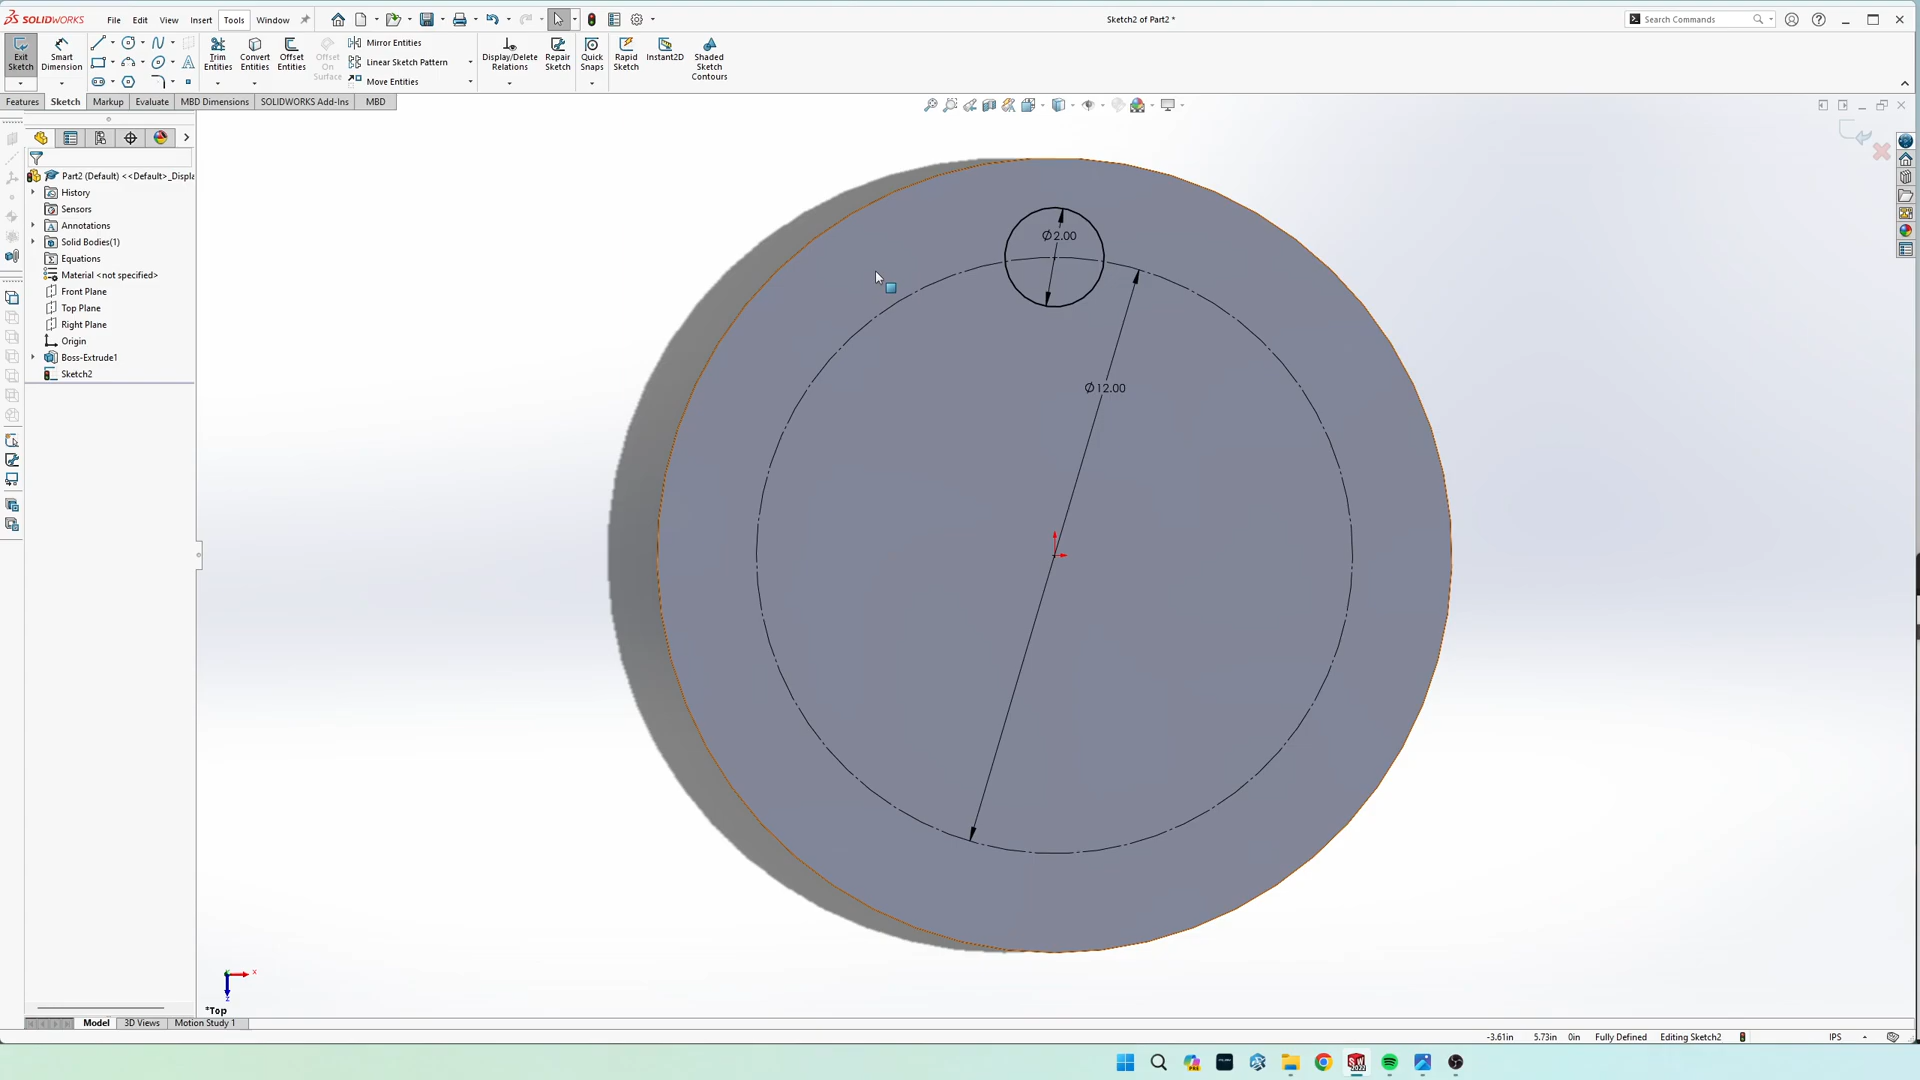 SOLIDWORKS File Edit View Insert Tools Window Sketch2 of Part2 * Search Commands
Exit Sketch
Smart Dimension
Trim Entities
Convert Entities
Offset Entities
Offset On Surface
Mirror Entities
Linear Sketch Pattern
Move Entities
Display/Delete Relations
Repair Sketch
Quick Snaps
Rapid Sketch
Instant2D
Shaded Sketch Contours
Features Sketch Markup Evaluate MBD Dimensions SOLIDWORKS Add-Ins MBD
Part2 (Default) <<Default>_Displa
History
Sensors
Annotations
Solid Bodies(1)
Equations
Material <not specified>
Front Plane
Top Plane
Right Plane
Origin
Boss-Extrude1
Sketch2
Ø2.00
Ø12.00
X
Z
*Top
Model 3D Views Motion Study 1
-3.61in 5.73in 0in Fully Defined Editing Sketch2 IPS